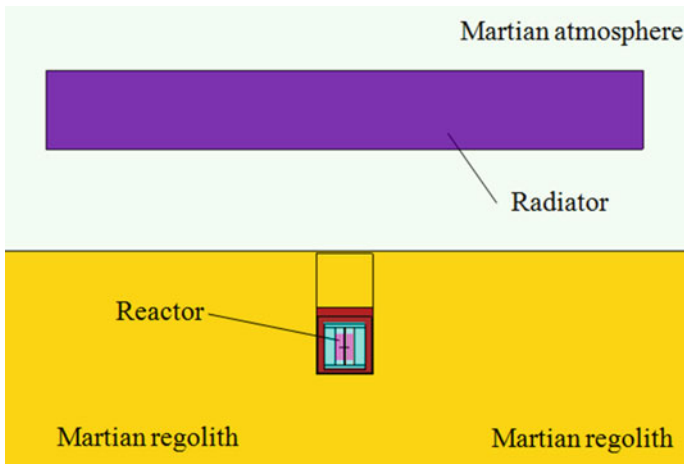 Martian atmosphere
Radiator
Reactor
Martian regolith
Martian regolith